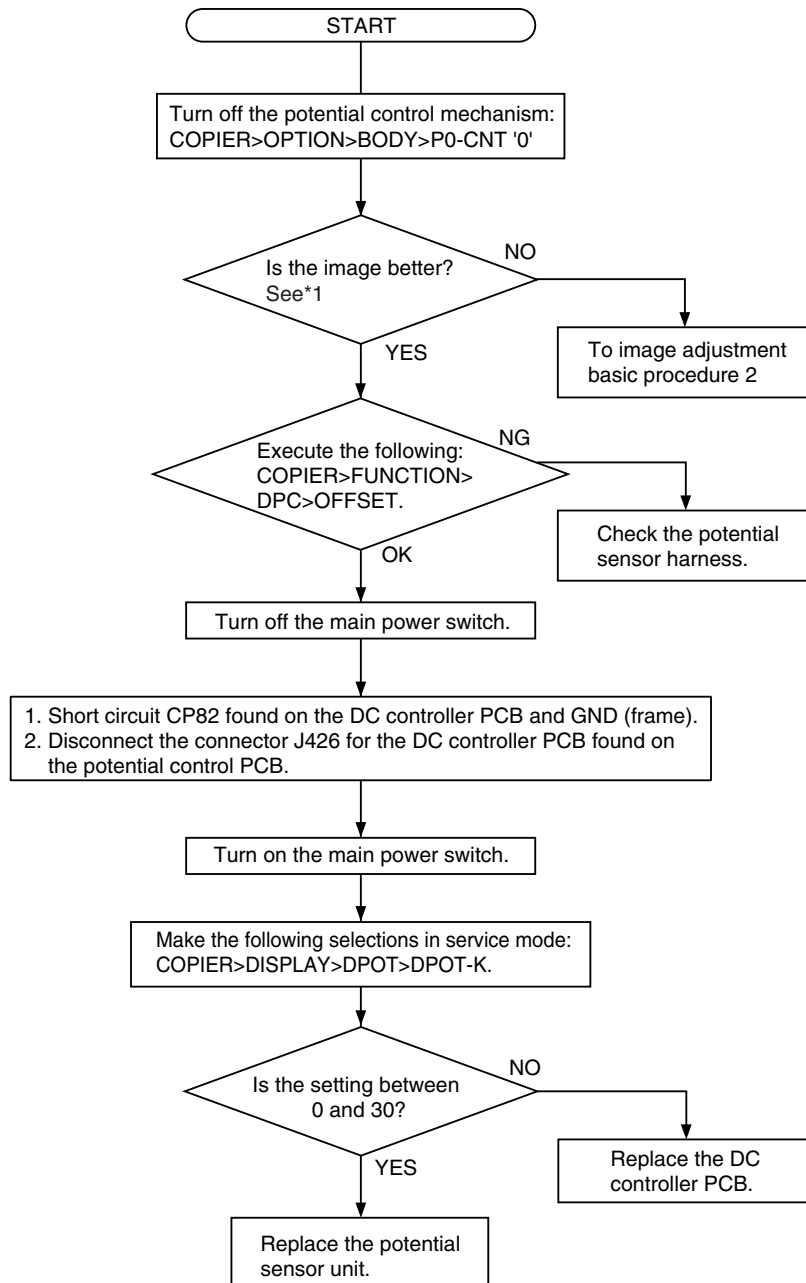 START
Turn off the potential control mechanism:
COPIER>OPTION>BODY>P0-CNT '0'
Is the image better?
See*1
NO
YES
To image adjustment
basic procedure 2
Execute the following:
COPIER>FUNCTION>
DPC>OFFSET.
NG
OK
Check the potential
sensor harness.
Turn off the main power switch.
1. Short circuit CP82 found on the DC controller PCB and GND (frame).
2. Disconnect the connector J426 for the DC controller PCB found on
the potential control PCB.
Turn on the main power switch.
Make the following selections in service mode:
COPIER>DISPLAY>DPOT>DPOT-K.
Is the setting between
0 and 30?
NO
YES
Replace the DC
controller PCB.
Replace the potential
sensor unit.